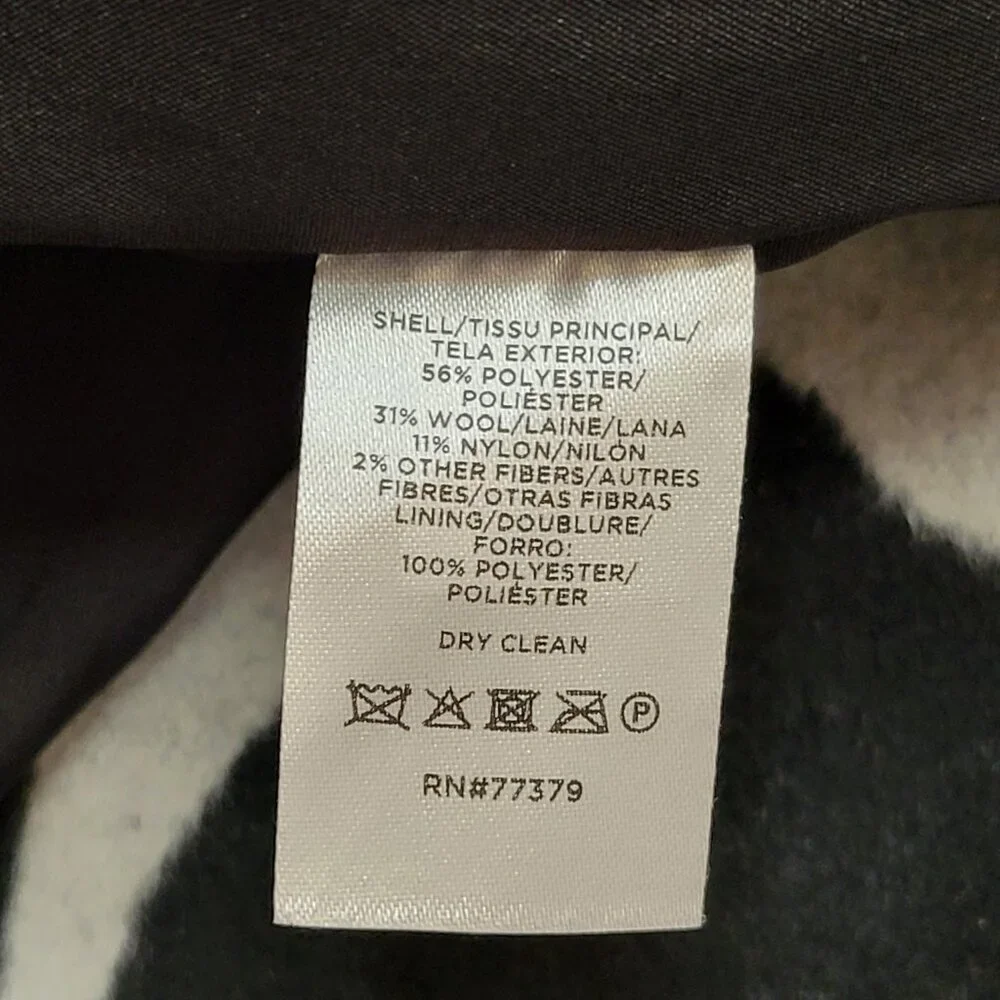 SHELL/TISSU PRINCIPAL/
TELA EXTERIOR:
56% POLYESTER/
POLIÉSTER
31% WOOL/LAINE/LANA
11% NYLON/NILÓN
2% OTHER FIBERS/AUTRES
FIBRES/OTRAS FIBRAS
LINING/DOUBLURE/
FORRO:
100% POLYESTER/
POLIÉSTER
DRY CLEAN
P
RN#77379